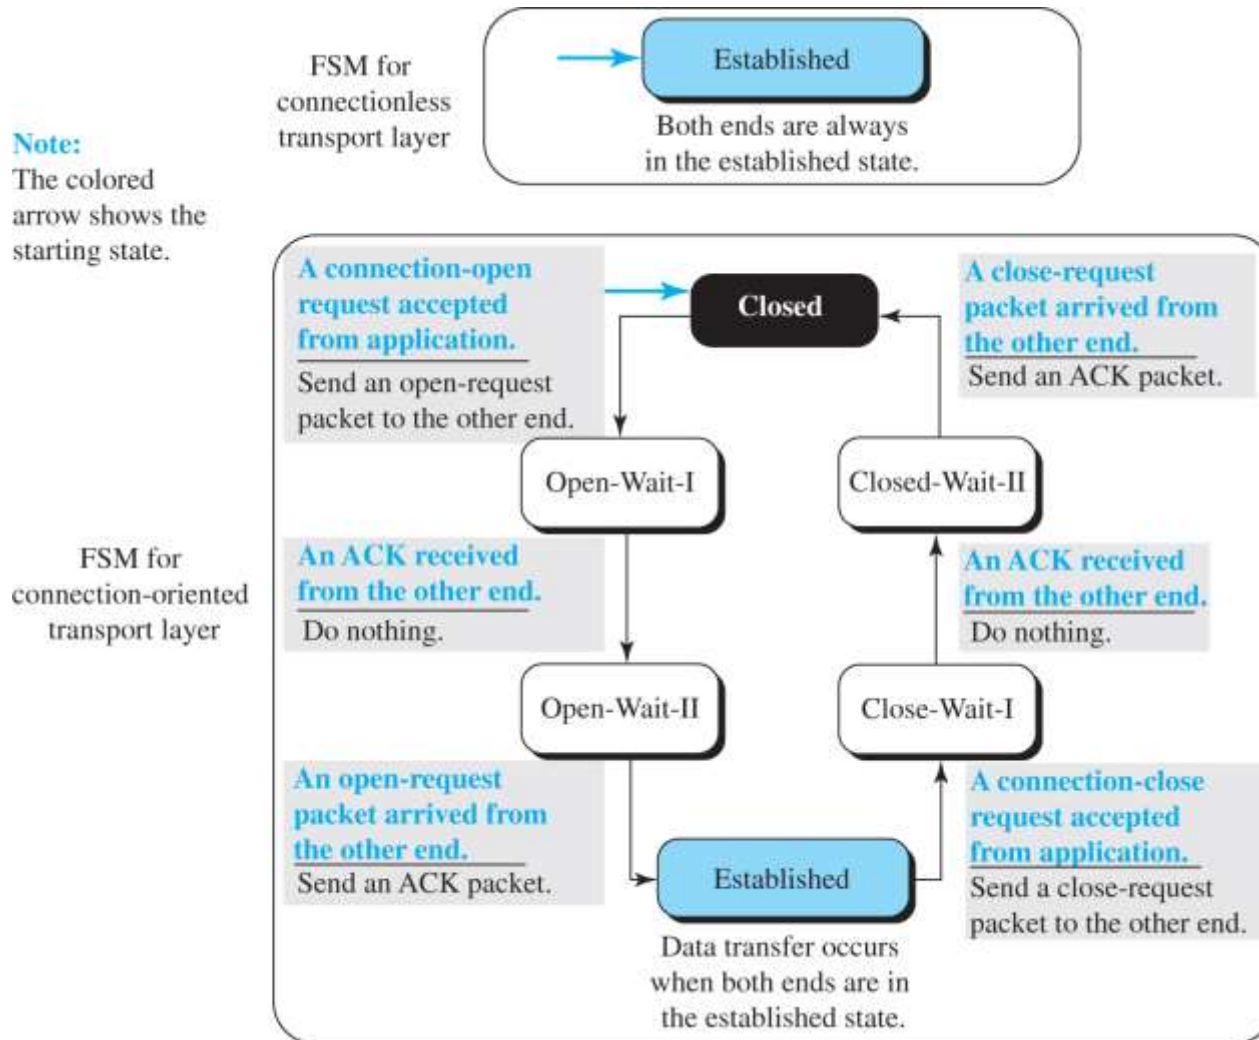 FSM for
connectionless
transport layer
Established
Both ends are always
in the established state.
Note:
The colored
arrow shows the
starting state.
FSM for
connection-oriented
transport layer
A connection-open
request accepted
from application.
Send an open-request
packet to the other end.
Closed
A close-request
packet arrived from
the other end.
Send an ACK packet.
Open-Wait-I
Closed-Wait-II
An ACK received
from the other end.
Do nothing.
An ACK received
from the other end.
Do nothing.
Open-Wait-II
Close-Wait-I
An open-request
packet arrived from
the other end.
Send an ACK packet.
Established
Data transfer occurs
when both ends are in
the established state.
A connection-close
request accepted
from application.
Send a close-request
packet to the other end.